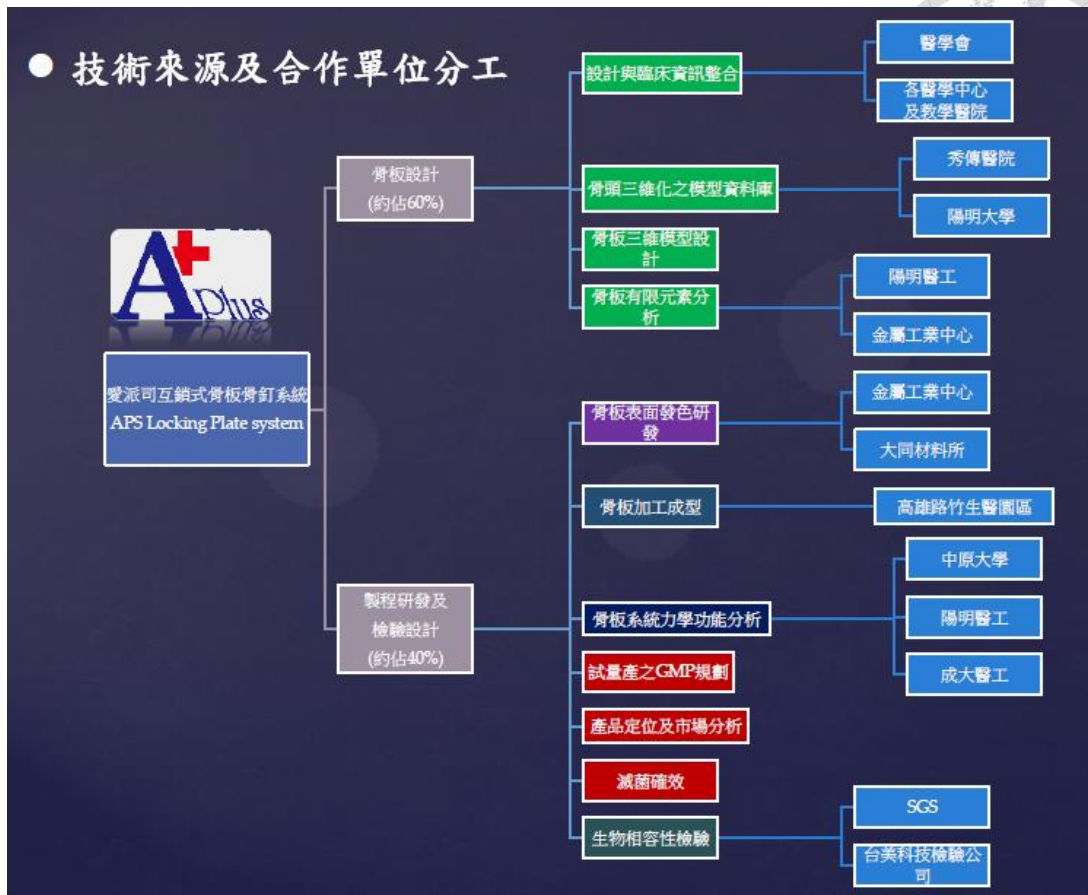 ● 技術來源及合作單位分工
A+
Plus
愛派司互鎖式骨板骨釘系統
APS Locking Plate system
骨板設計
(約佔60%)
設計與臨床資訊整合
醫學會
各醫學中心
及教學醫院
骨頭三維化之模型資料庫
秀傳醫院
陽明大學
骨板三維模型設
計
骨板有限元素分
析
陽明醫工
金屬工業中心
製程研發及
檢驗設計
(約佔40%)
骨板表面發色研
發
金屬工業中心
大同材料所
骨板加工成型
高雄路竹生醫園區
骨板系統力學功能分析
中原大學
陽明醫工
成大醫工
試量產之GMP規劃
產品定位及市場分析
滅菌確效
生物相容性檢驗
SGS
台美科技檢驗公
司